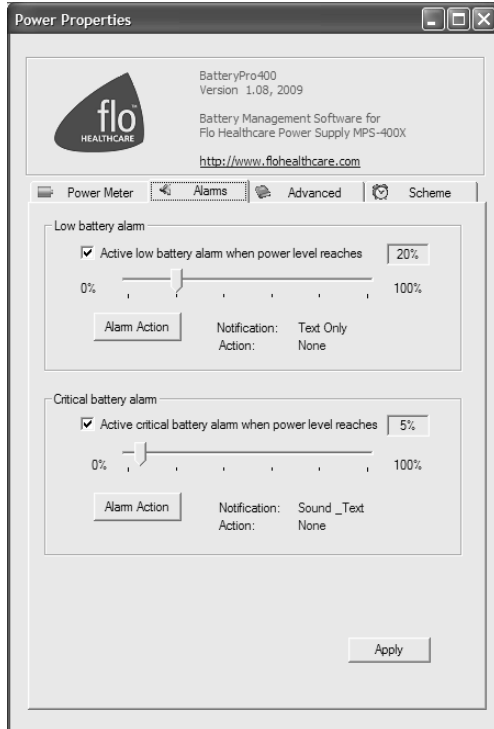 Power Properties
flo™
HEALTHCARE
BatteryPro400
Version 1.08, 2009
Battery Management Software for
Flo Healthcare Power Supply MPS-400X
http://www.flohealthcare.com
Power Meter Alarms Advanced Scheme
Low battery alarm
Active low battery alarm when power level reaches 20%
0% 100%
Alarm Action Notification: Text Only
Action: None
Critical battery alarm
Active critical battery alarm when power level reaches 5%
0% 100%
Alarm Action Notification: Sound _Text
Action: None
Apply